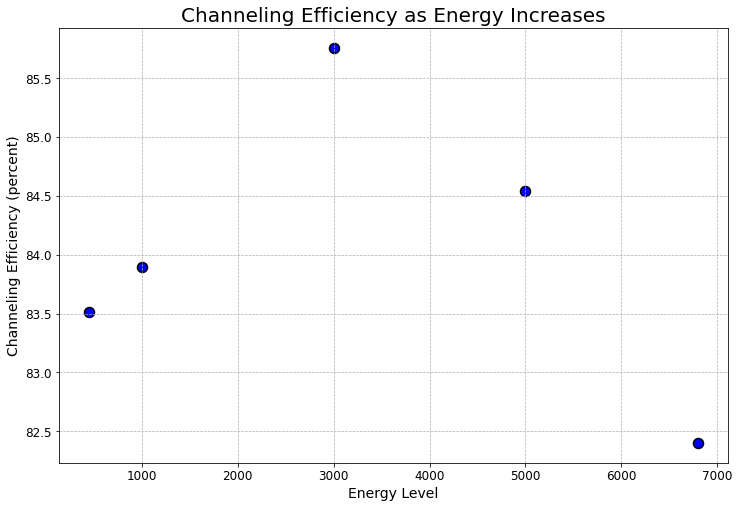 Channeling Efficiency as Energy Increases
Channeling Efficiency (percent)
85.5
85.0
84.5
84.0
83.5
83.0
82.5
1000 2000 3000 4000 5000 6000 7000
Energy Level